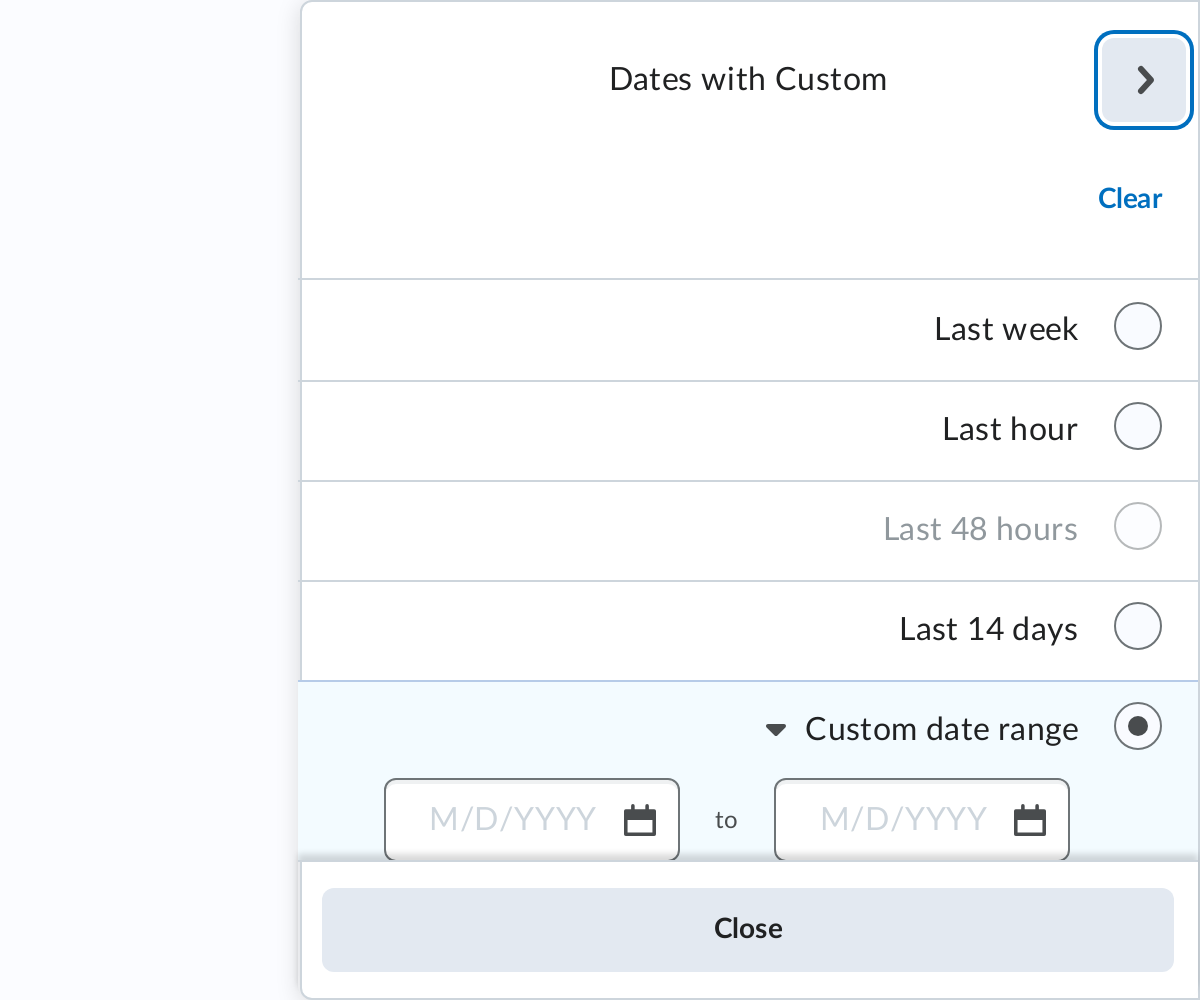 Dates with Custom
Clear
Last week
Last hour
Last 48 hours
Last 14 days
Custom date range
M/D/YYYY to M/D/YYYY
Close